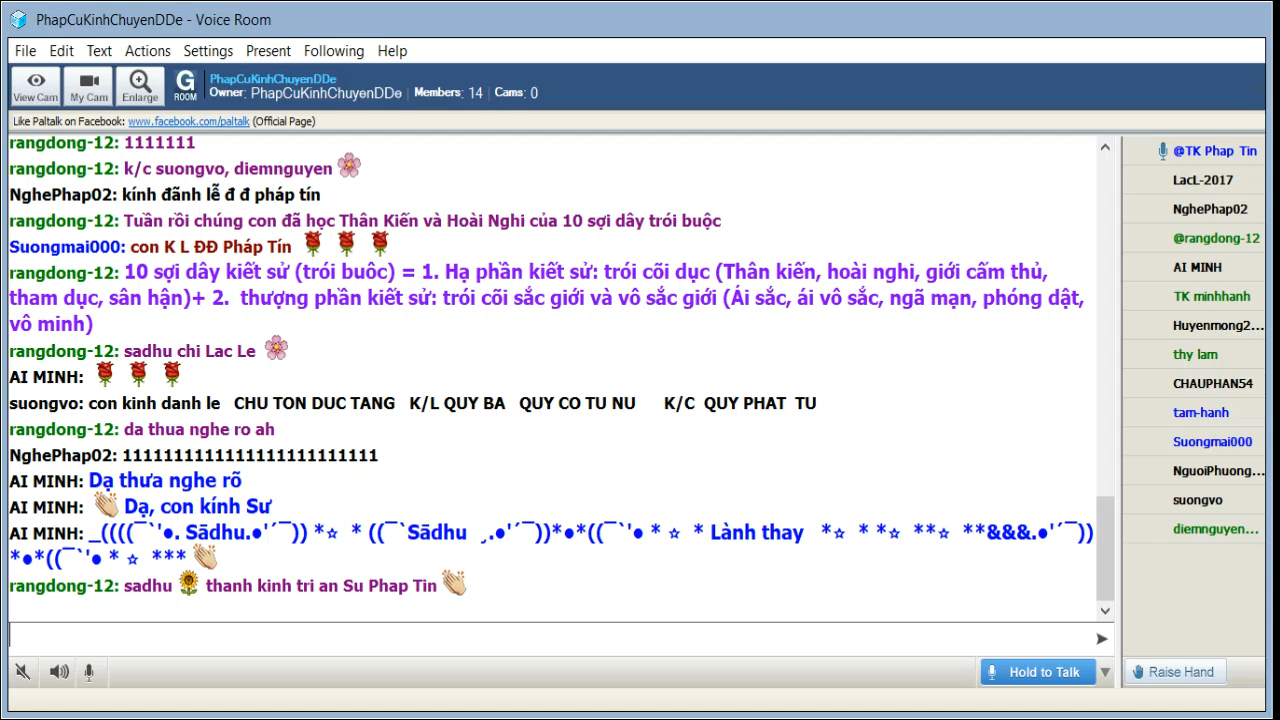 PhapCuKinhChuyenDDe - Voice Room
File Edit Text Actions Settings Present Following Help
View Cam My Cam Enlarge G ROOM
PhapCuKinhChuyenDDe
Owner: PhapCuKinhChuyenDDe Members: 14 Cams: 0
Like Paltalk on Facebook: www.facebook.com/paltalk (Official Page)
rangdong-12: 1111111
rangdong-12: k/c suongvo, diemnguyen
NghePhap02: kính đãnh lễ đ đ pháp tín
rangdong-12: Tuần rồi chúng con đã học Thân Kiến và Hoài Nghi của 10 sợi dây trói buộc
Suongmai000: con K L ĐĐ Pháp Tín
rangdong-12: 10 sợi dây kiết sử (trói buôc) = 1. Hạ phần kiết sử: trói cõi dục (Thân kiến, hoài nghi, giới cấm thủ,
tham dục, sân hận)+ 2. thượng phần kiết sử: trói cõi sắc giới và vô sắc giới (Ái sắc, ái vô sắc, ngã mạn, phóng dật,
vô minh)
rangdong-12: sadhu chi Lac Le
AI MINH:
suongvo: con kinh danh le CHU TON DUC TANG K/L QUY BA QUY CO TU NU K/C QUY PHAT TU
rangdong-12: da thua nghe ro ah
NghePhap02: 1111111111111111111111111
AI MINH: Dạ thưa nghe rõ
AI MINH: Dạ, con kính Sư
AI MINH: _((((¯`'●. Sādhu.●'´¯)) *☆ * ((¯`Sādhu ¸.●'´¯))*●*((¯`'● * ☆ * Lành thay *☆ * *☆ **☆ **&&&.●'´¯))
*●*((¯`'● * ☆ ***
rangdong-12: sadhu thanh kinh tri an Su Phap Tin
Hold to Talk
@TK Phap Tin
LacL-2017
NghePhap02
@rangdong-12
AI MINH
TK minhhanh
Huyenmong2...
thy lam
CHAUPHAN54
tam-hanh
Suongmai000
NguoiPhuong...
suongvo
diemnguyen...
Raise Hand